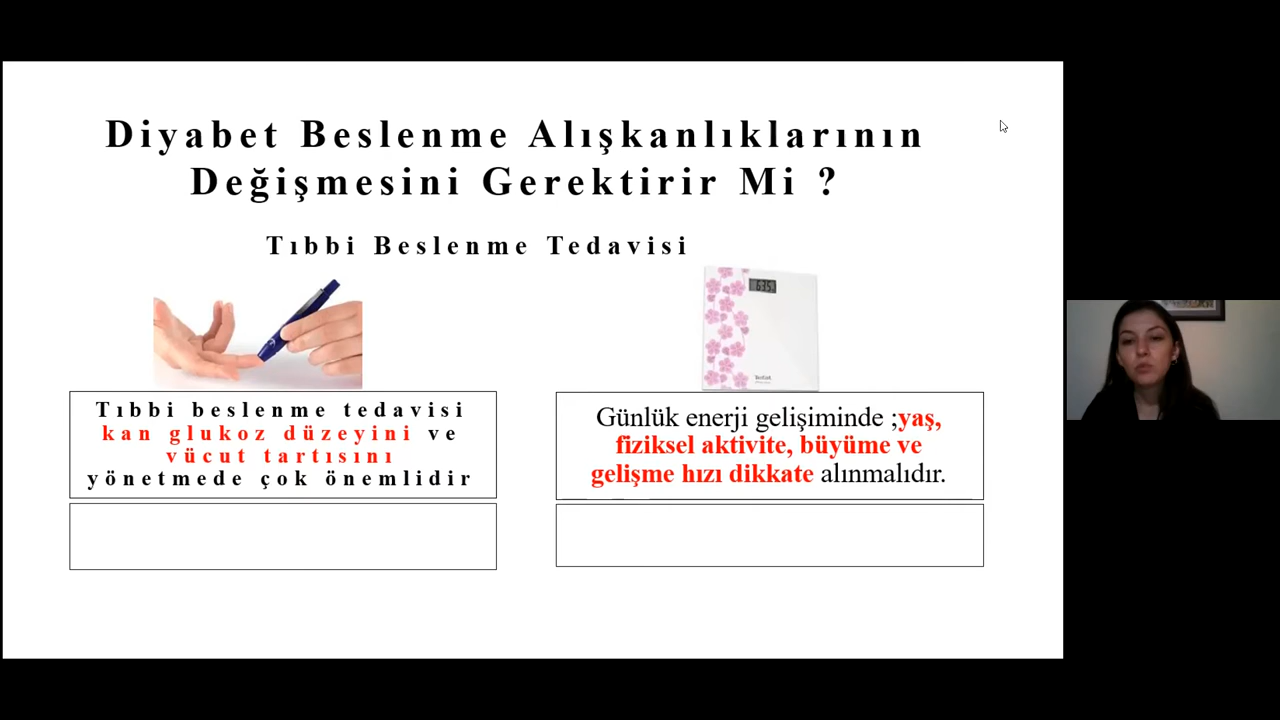 Diyabet Beslenme Alışkanlıklarının
Değişmesini Gerektirir Mi ?
Tıbbi Beslenme Tedavisi
Tıbbi beslenme tedavisi
kan glukoz düzeyini ve
vücut tartısını
yönetmede çok önemlidir
Günlük enerji gelişiminde ;yaş,
fiziksel aktivite, büyüme ve
gelişme hızı dikkate alınmalıdır.